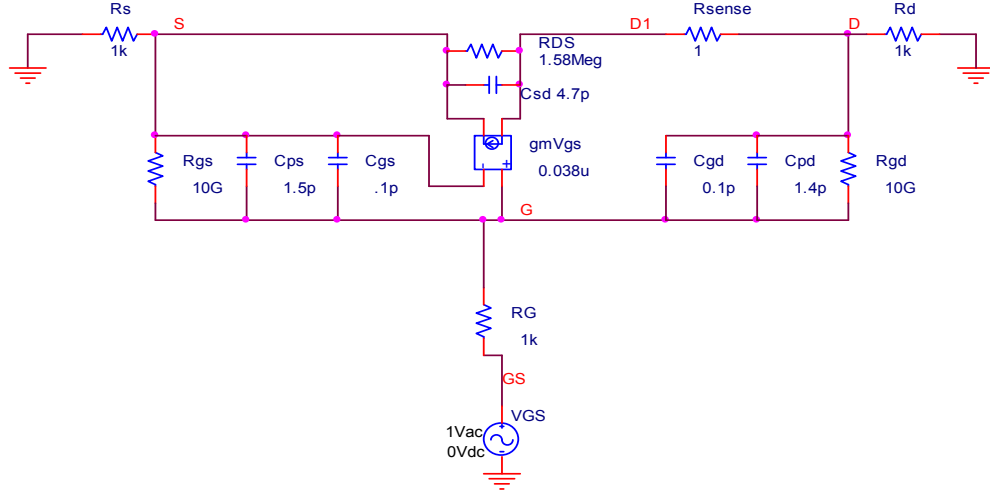 Rs
S
D1
Rsense
D
Rd
1k
RDS
1.58Meg
1
1k
Csd 4.7p
Rgs
Cps
Cgs
gmVgs
Cgd
Cpd
Rgd
10G
1.5p
.1p
0.038u
0.1p
1.4p
10G
- +
G
RG
1k
GS
VGS
1Vac
0Vdc
+
-